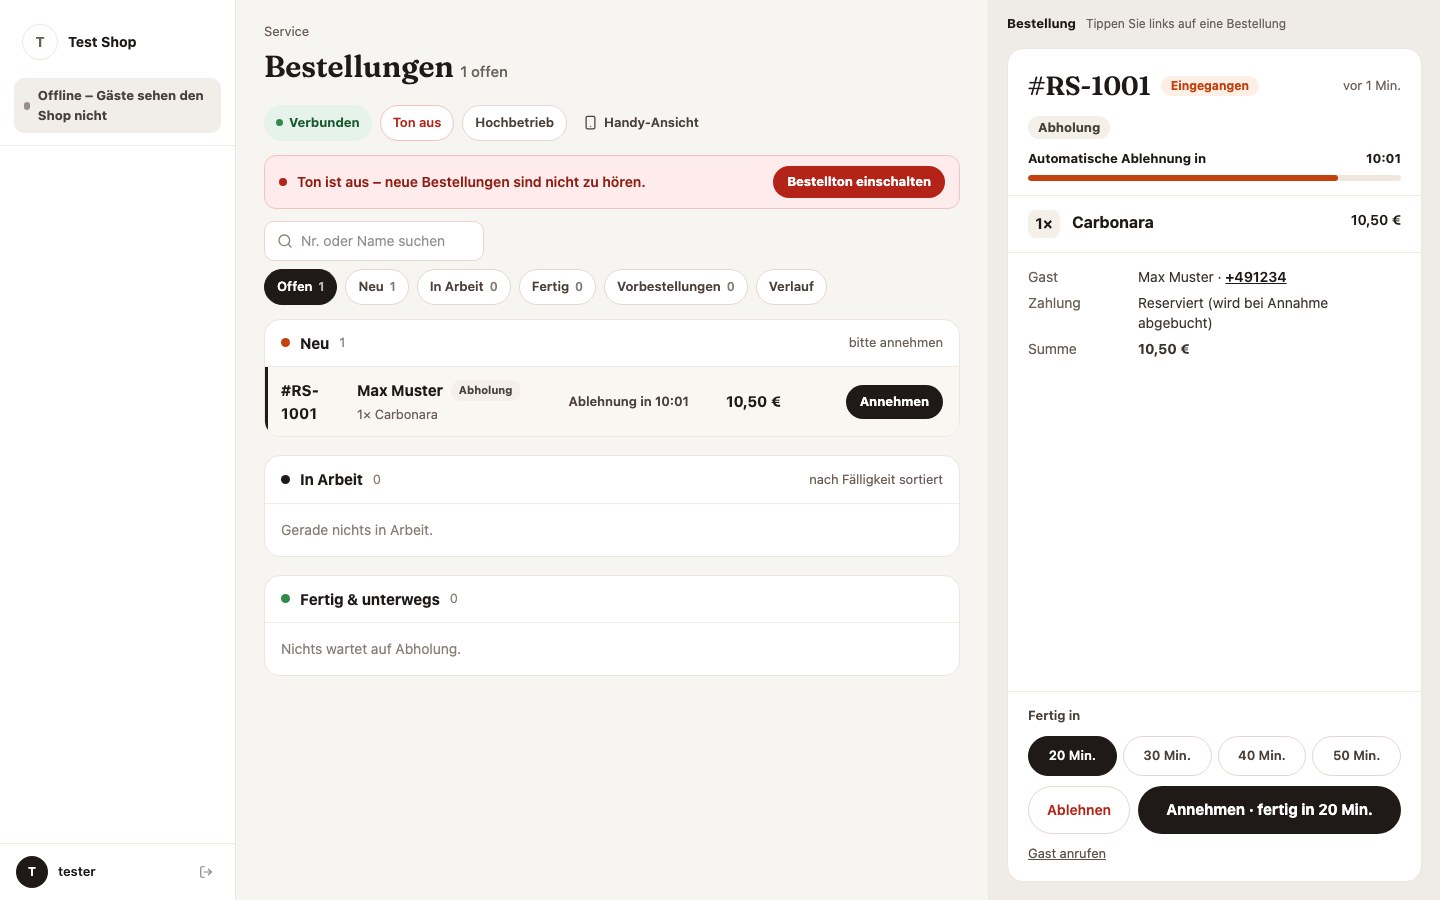 T Test Shop
Offline – Gäste sehen den
Shop nicht
T tester
Service
Bestellungen 1 offen
Verbunden Ton aus Hochbetrieb Handy-Ansicht
Ton ist aus – neue Bestellungen sind nicht zu hören. Bestellton einschalten
Nr. oder Name suchen
Offen 1 Neu 1 In Arbeit 0 Fertig 0 Vorbestellungen 0 Verlauf
Neu 1 bitte annehmen
#RS-
1001
Max Muster Abholung
1× Carbonara
Ablehnung in 10:01 10,50 € Annehmen
In Arbeit 0 nach Fälligkeit sortiert
Gerade nichts in Arbeit.
Fertig & unterwegs 0
Nichts wartet auf Abholung.
Bestellung Tippen Sie links auf eine Bestellung
#RS-1001 Eingegangen vor 1 Min.
Abholung
Automatische Ablehnung in 10:01
1× Carbonara 10,50 €
Gast Max Muster · +491234
Zahlung Reserviert (wird bei Annahme
abgebucht)
Summe 10,50 €
Fertig in
20 Min. 30 Min. 40 Min. 50 Min.
Ablehnen Annehmen · fertig in 20 Min.
Gast anrufen